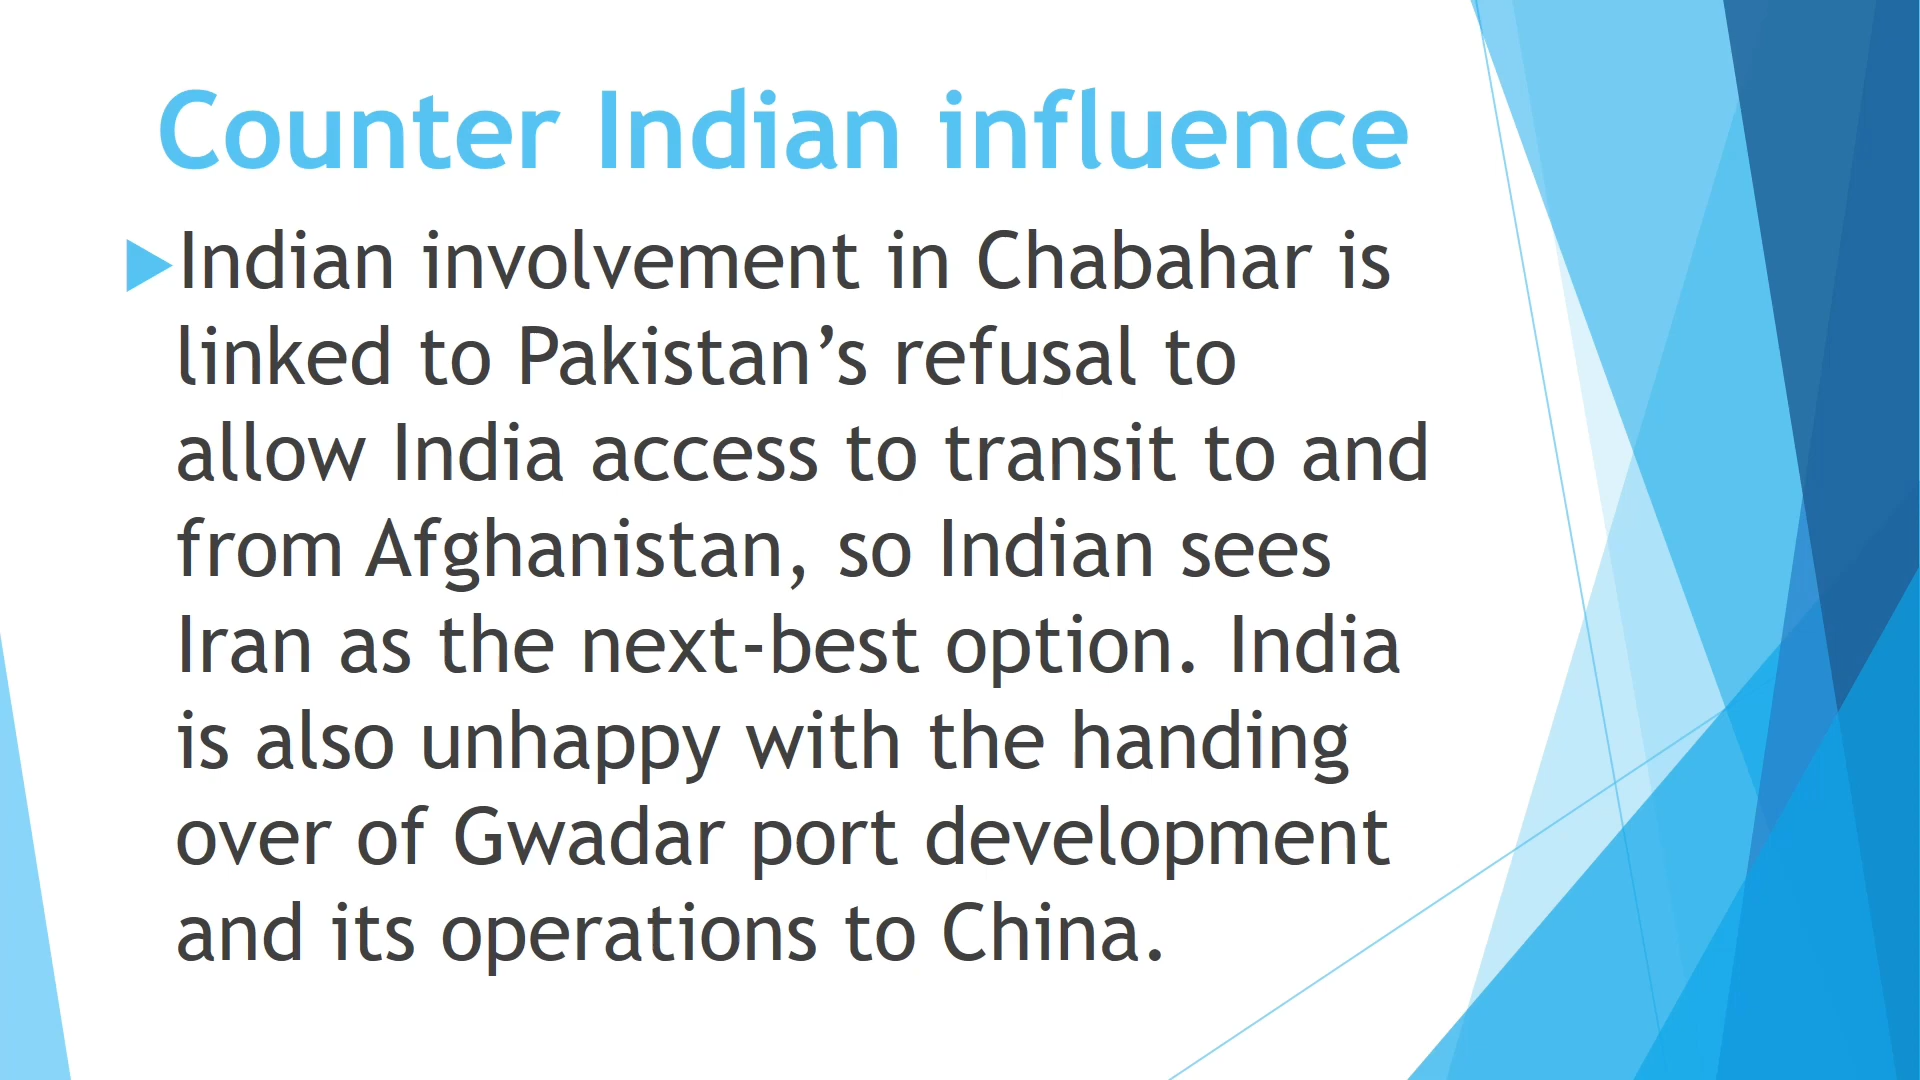 Counter Indian influence
Indian involvement in Chabahar is
linked to Pakistan’s refusal to
allow India access to transit to and
from Afghanistan, so Indian sees
Iran as the next-best option. India
is also unhappy with the handing
over of Gwadar port development
and its operations to China.